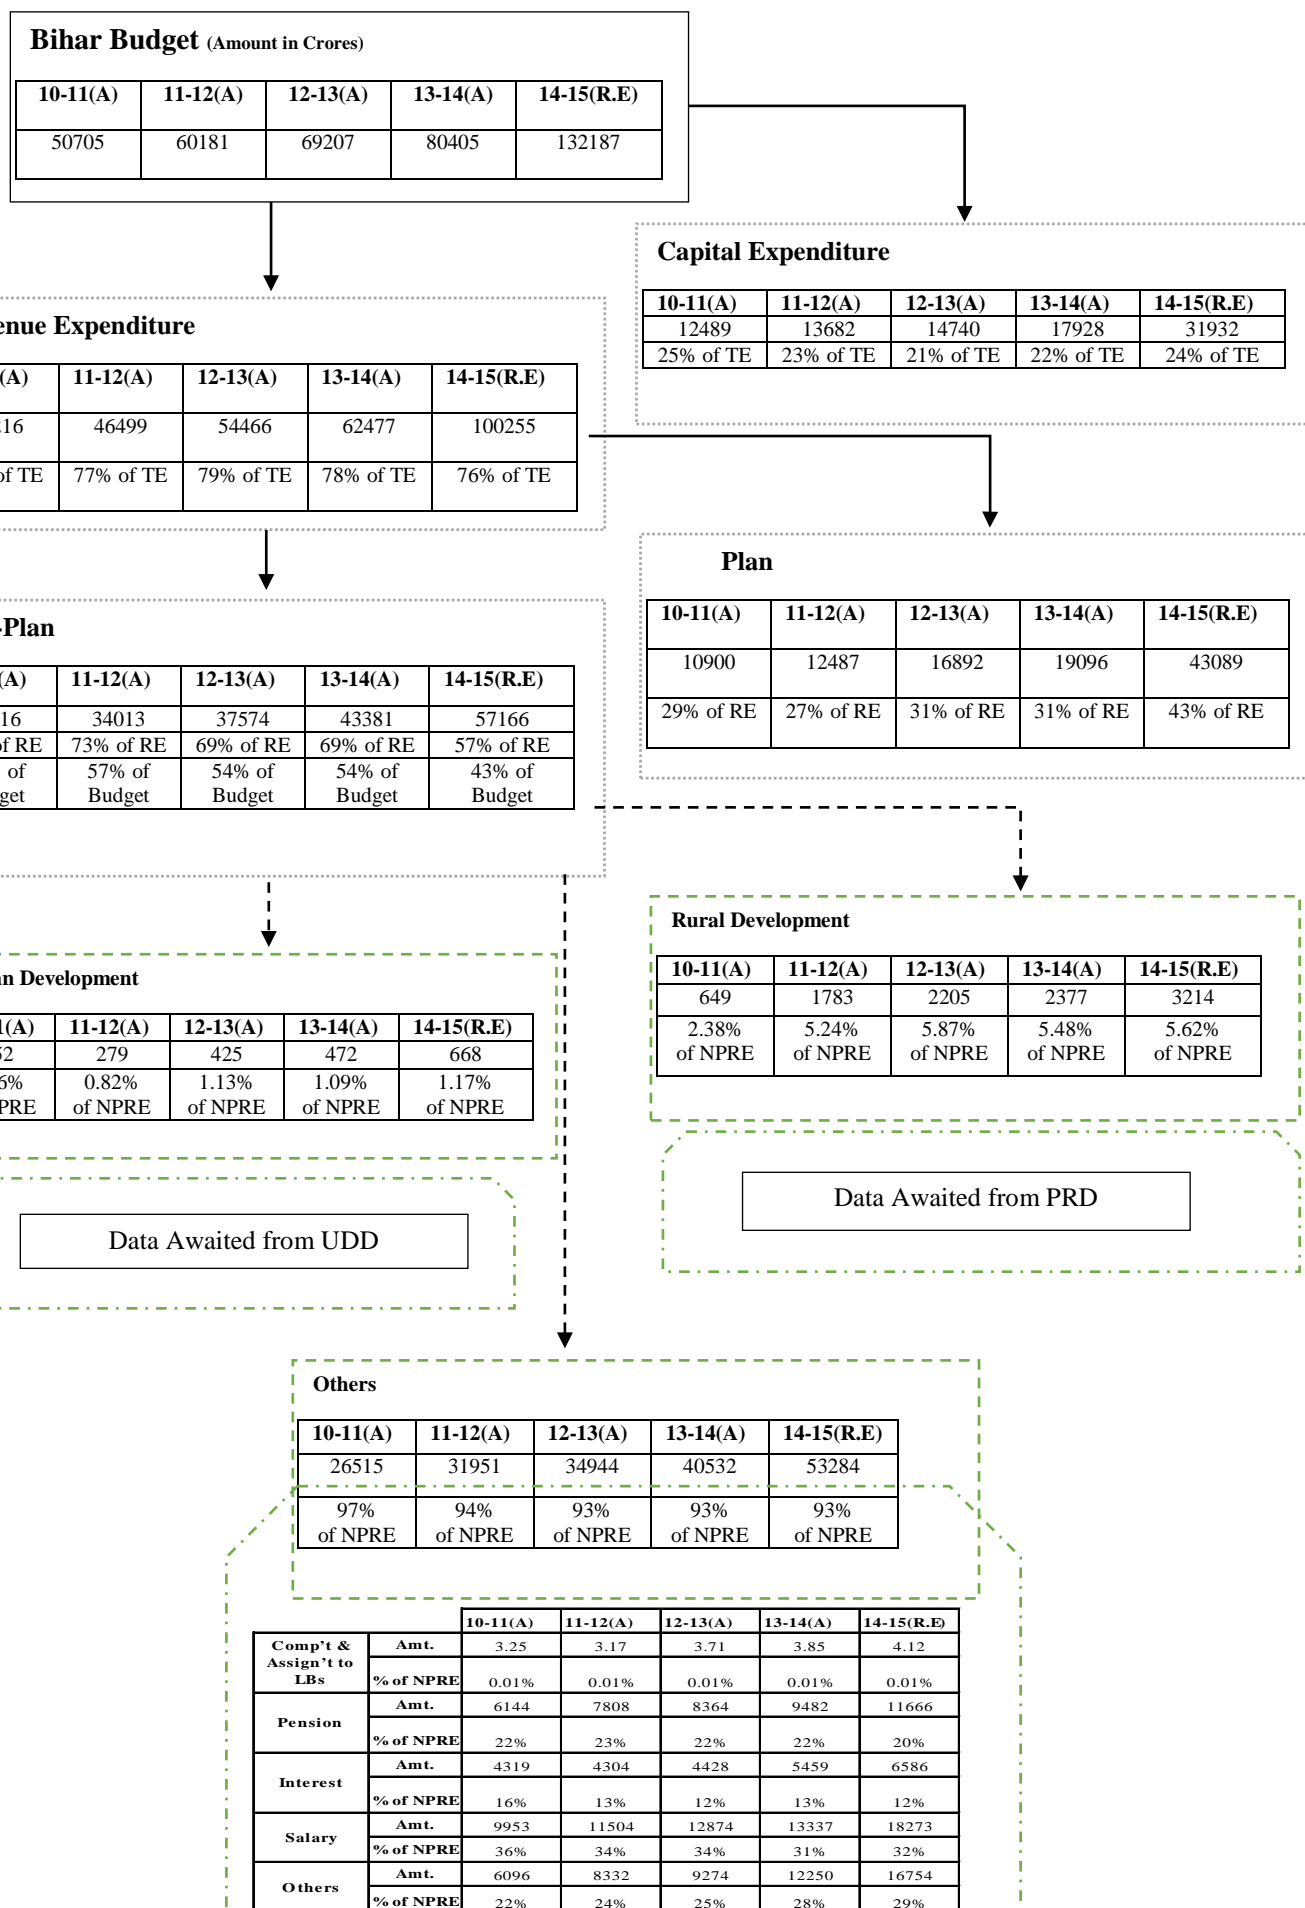 Bihar Budget (Amount in Crores)
10-11(A) 11-12(A) 12-13(A) 13-14(A) 14-15(R.E)
50705 60181 69207 80405 132187
Capital Expenditure
10-11(A) 11-12(A) 12-13(A) 13-14(A) 14-15(R.E)
12489 13682 14740 17928 31932
25% of TE 23% of TE 21% of TE 22% of TE 24% of TE
enue Expenditure
(A) 11-12(A) 12-13(A) 13-14(A) 14-15(R.E)
16 46499 54466 62477 100255
of TE 77% of TE 79% of TE 78% of TE 76% of TE
Plan
10-11(A) 11-12(A) 12-13(A) 13-14(A) 14-15(R.E)
10900 12487 16892 19096 43089
29% of RE 27% of RE 31% of RE 31% of RE 43% of RE
-Plan
(A) 11-12(A) 12-13(A) 13-14(A) 14-15(R.E)
16 34013 37574 43381 57166
of RE 73% of RE 69% of RE 69% of RE 57% of RE
of 57% of 54% of 54% of 43% of
get Budget Budget Budget Budget
Rural Development
10-11(A) 11-12(A) 12-13(A) 13-14(A) 14-15(R.E)
649 1783 2205 2377 3214
2.38% 5.24% 5.87% 5.48% 5.62%
of NPRE of NPRE of NPRE of NPRE of NPRE
n Development
(A) 11-12(A) 12-13(A) 13-14(A) 14-15(R.E)
2 279 425 472 668
6% 0.82% 1.13% 1.09% 1.17%
PRE of NPRE of NPRE of NPRE of NPRE
Data Awaited from PRD
Data Awaited from UDD
Others
10-11(A) 11-12(A) 12-13(A) 13-14(A) 14-15(R.E)
26515 31951 34944 40532 53284
97% 94% 93% 93% 93%
of NPRE of NPRE of NPRE of NPRE of NPRE
10-11(A) 11-12(A) 12-13(A) 13-14(A) 14-15(R.E)
Comp't & Amt. 3.25 3.17 3.71 3.85 4.12
Assign't to
LBs % of NPRE 0.01% 0.01% 0.01% 0.01% 0.01%
Pension Amt. 6144 7808 8364 9482 11666
% of NPRE 22% 23% 22% 22% 20%
Interest Amt. 4319 4304 4428 5459 6586
% of NPRE 16% 13% 12% 13% 12%
Salary Amt. 9953 11504 12874 13337 18273
% of NPRE 36% 34% 34% 31% 32%
Others Amt. 6096 8332 9274 12250 16754
% of NPRE 22% 24% 25% 28% 29%